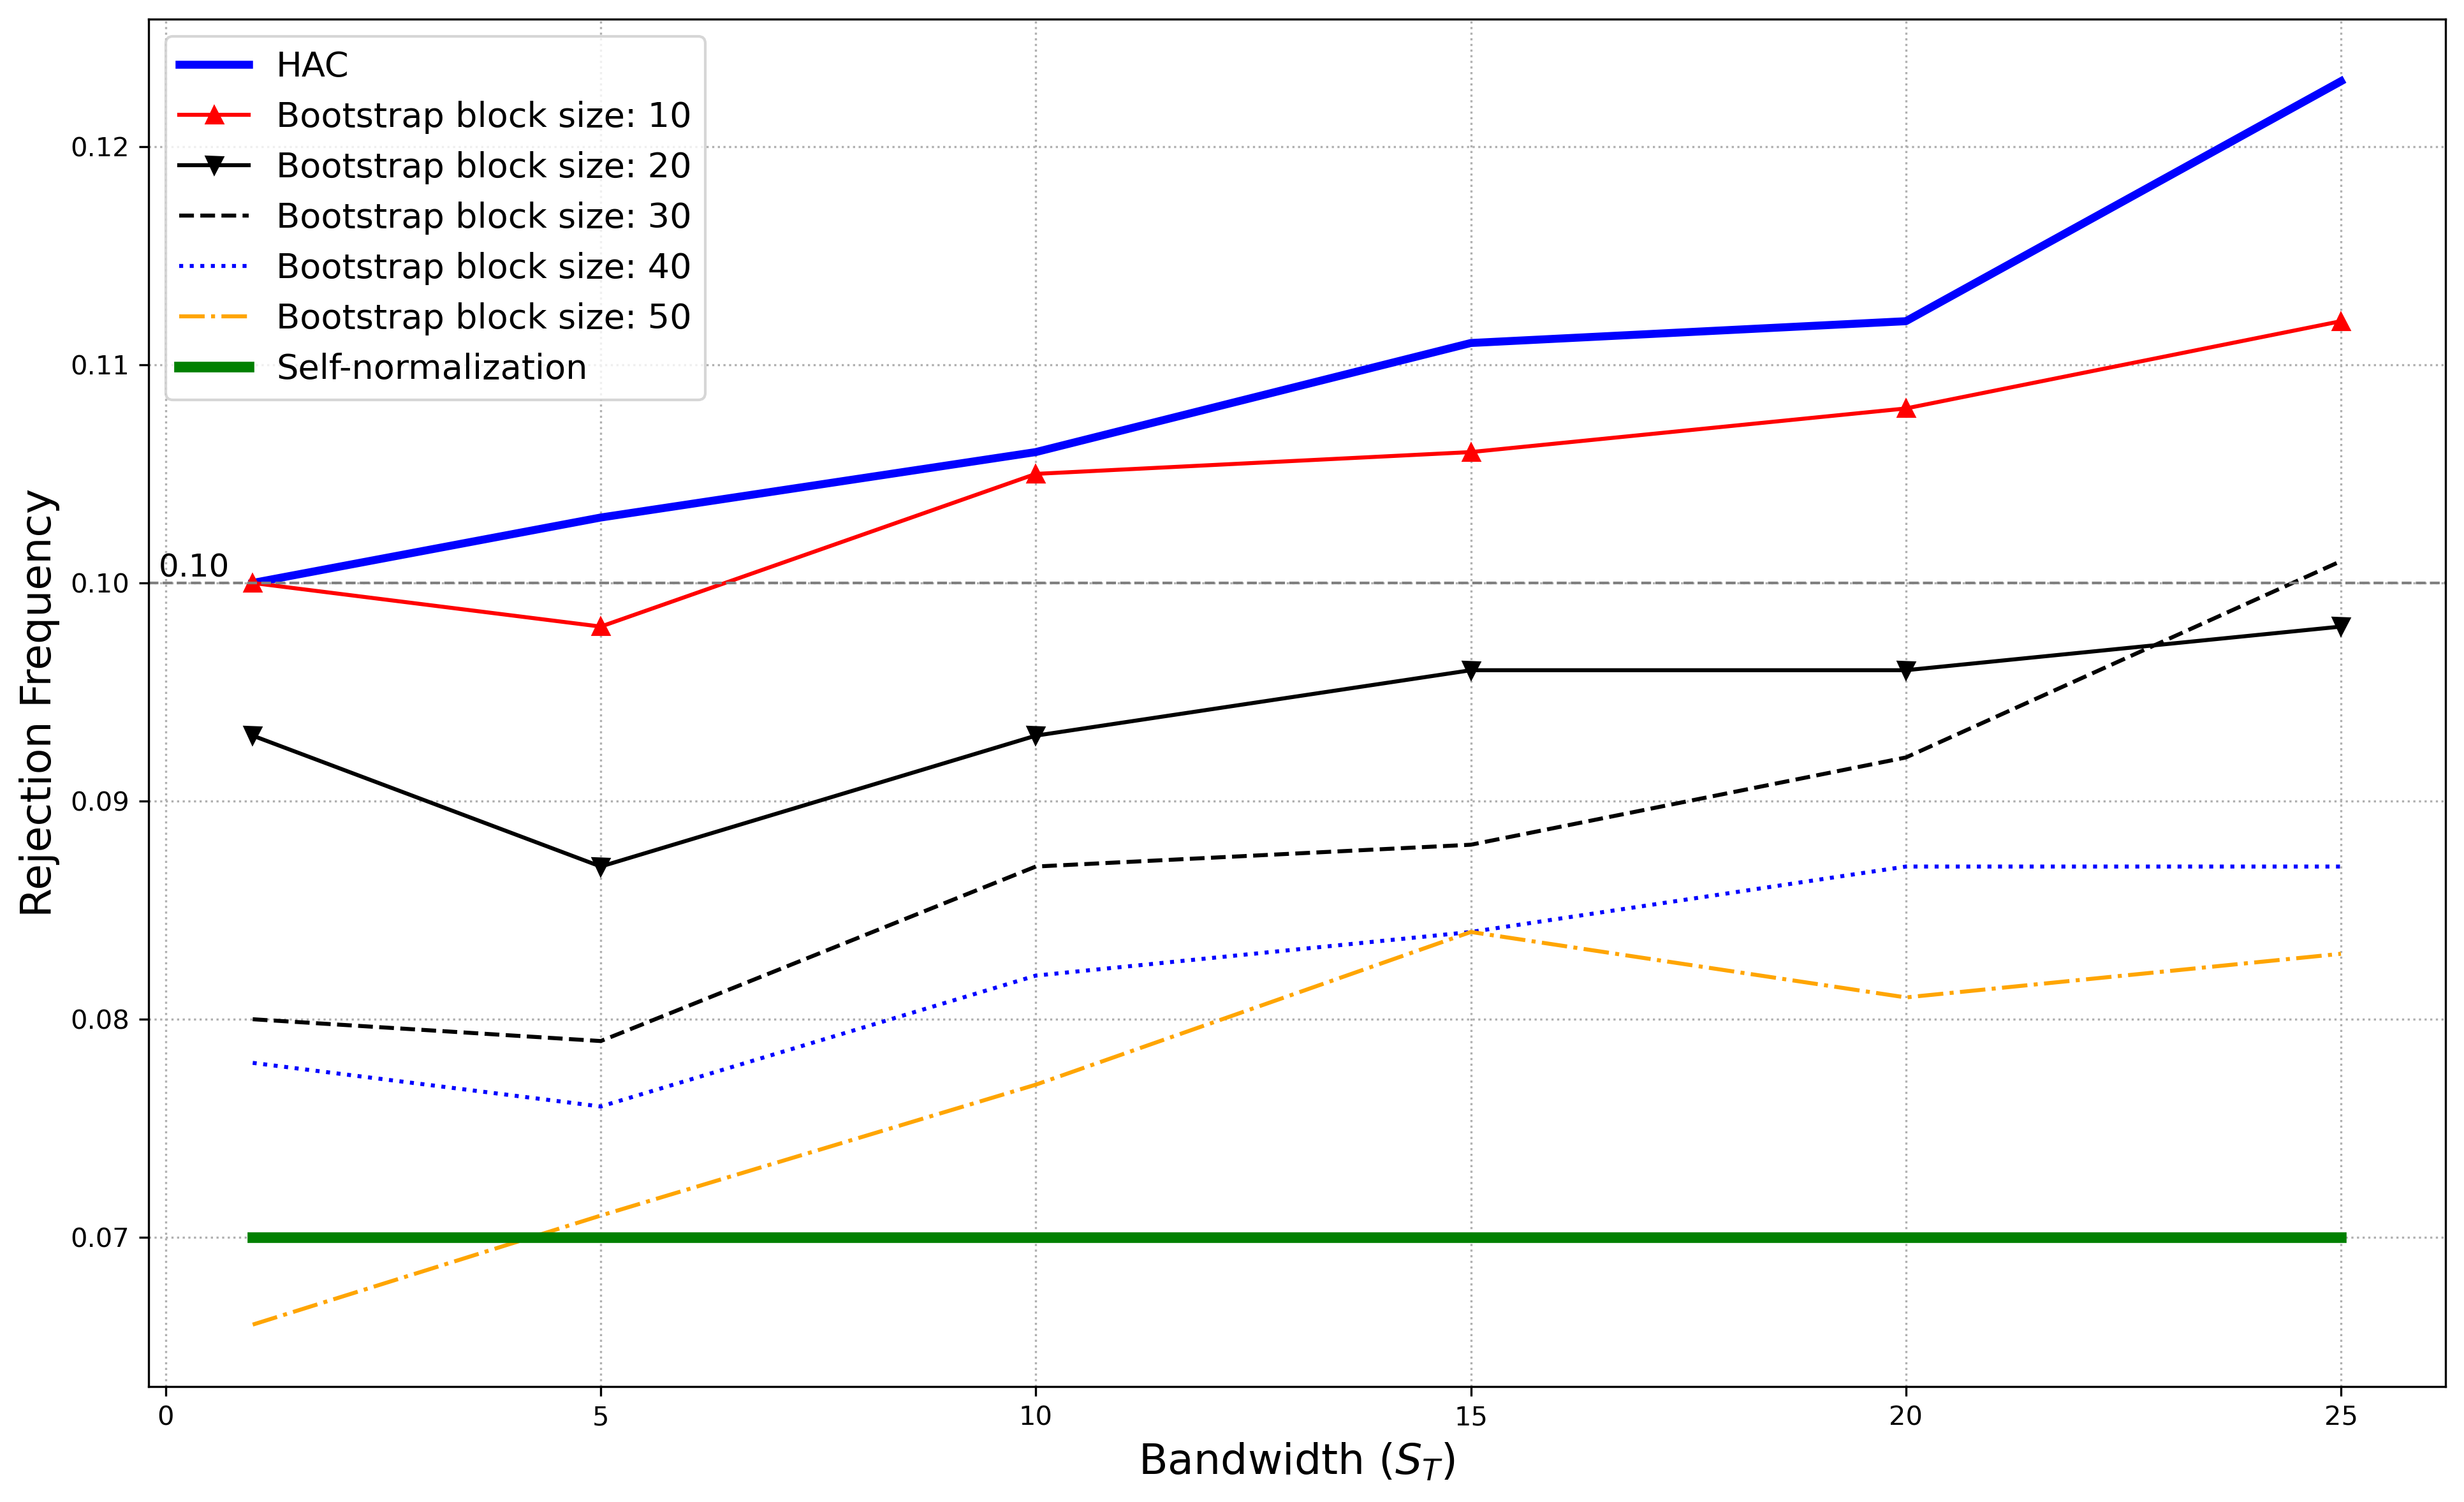 HAC
Bootstrap block size: 10
Bootstrap block size: 20
Bootstrap block size: 30
Bootstrap block size: 40
Bootstrap block size: 50
Self-normalization
0.12
0.11
0.10
0.10
0.09
0.08
0.07
Rejection Frequency
0 5 10 15 20 25
Bandwidth (S_T)